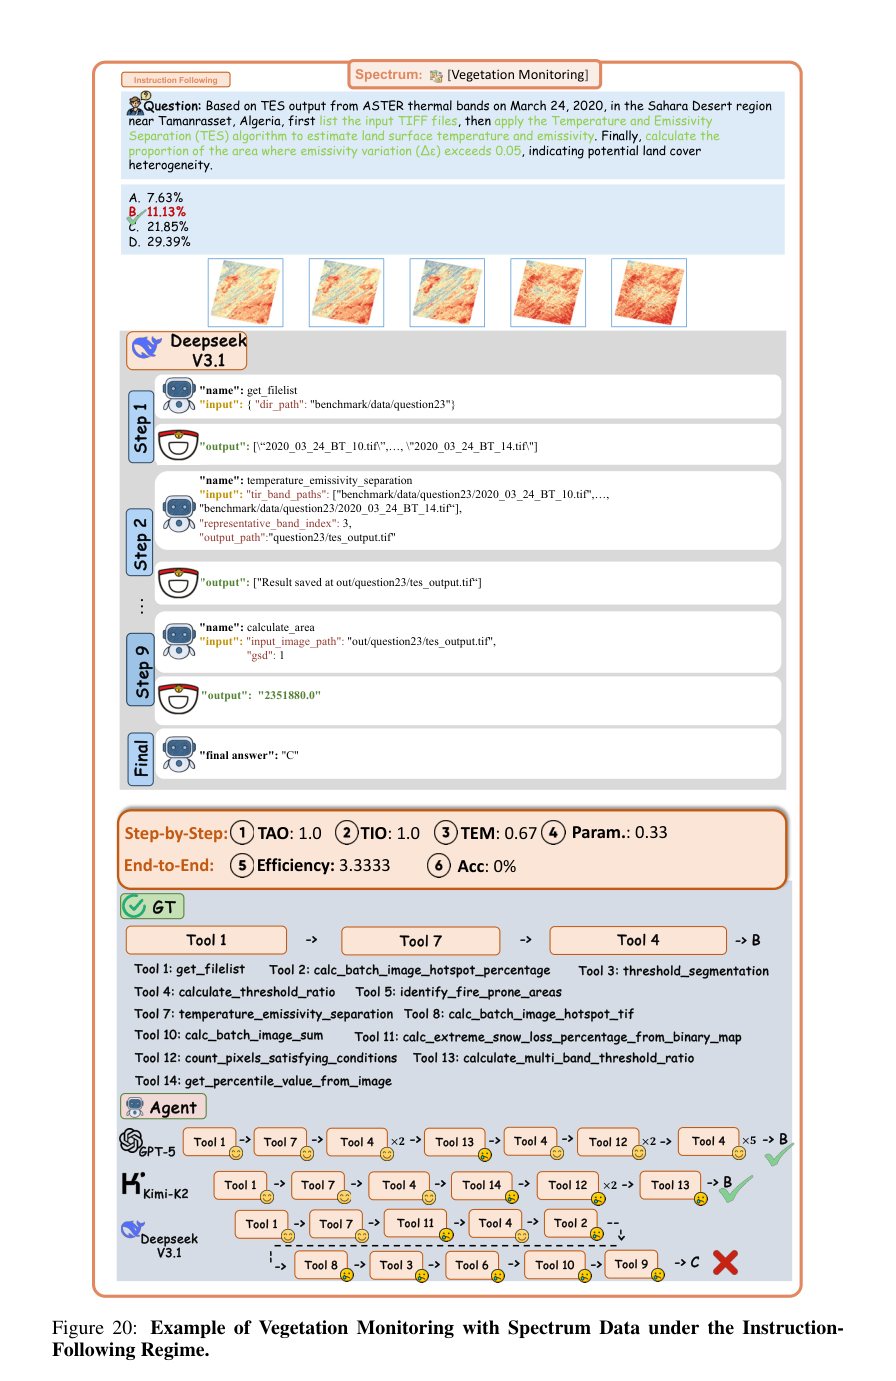 Instruction Following
Spectrum: [Vegetation Monitoring]
Question: Based on TES output from ASTER thermal bands on March 24, 2020, in the Sahara Desert region
near Tamanrasset, Algeria, first list the input TIFF files, then apply the Temperature and Emissivity
Separation (TES) algorithm to estimate land surface temperature and emissivity. Finally, calculate the
proportion of the area where emissivity variation (Δε) exceeds 0.05, indicating potential land cover
heterogeneity.
A. 7.63%
B. 11.13%
C. 21.85%
D. 29.39%
Deepseek
V3.1
Step 1
"name": get_filelist
"input": { "dir_path": "benchmark/data/question23"}
"output": [\“2020_03_24_BT_10.tif\”,…, \"2020_03_24_BT_14.tif\"]
Step 2
"name": temperature_emissivity_separation
"input": "tir_band_paths": ["benchmark/data/question23/2020_03_24_BT_10.tif",…,
"benchmark/data/question23/2020_03_24_BT_14.tif“],
"representative_band_index": 3,
"output_path":"question23/tes_output.tif"
"output": ["Result saved at out/question23/tes_output.tif“]
...
Step 9
"name": calculate_area
"input": "input_image_path": "out/question23/tes_output.tif",
"gsd": 1
"output": "2351880.0"
Final
"final answer": "C"
Step-by-Step: 1 TAO: 1.0 2 TIO: 1.0 3 TEM: 0.67 4 Param.: 0.33
End-to-End: 5 Efficiency: 3.3333 6 Acc: 0%
GT
Tool 1 -> Tool 7 -> Tool 4 -> B
Tool 1: get_filelist Tool 2: calc_batch_image_hotspot_percentage Tool 3: threshold_segmentation
Tool 4: calculate_threshold_ratio Tool 5: identify_fire_prone_areas
Tool 7: temperature_emissivity_separation Tool 8: calc_batch_image_hotspot_tif
Tool 10: calc_batch_image_sum Tool 11: calc_extreme_snow_loss_percentage_from_binary_map
Tool 12: count_pixels_satisfying_conditions Tool 13: calculate_multi_band_threshold_ratio
Tool 14: get_percentile_value_from_image
Agent
GPT-5 Tool 1 -> Tool 7 -> Tool 4 ×2 -> Tool 13 -> Tool 4 -> Tool 12 ×2 -> Tool 4 ×5 -> B
Kimi-K2 Tool 1 -> Tool 7 -> Tool 4 -> Tool 14 -> Tool 12 ×2 -> Tool 13 -> B
Deepseek
V3.1
Tool 1 -> Tool 7 -> Tool 11 -> Tool 4 -> Tool 2 --
-> Tool 8 -> Tool 3 -> Tool 6 -> Tool 10 -> Tool 9 -> C
Figure 20: Example of Vegetation Monitoring with Spectrum Data under the Instruction-
Following Regime.